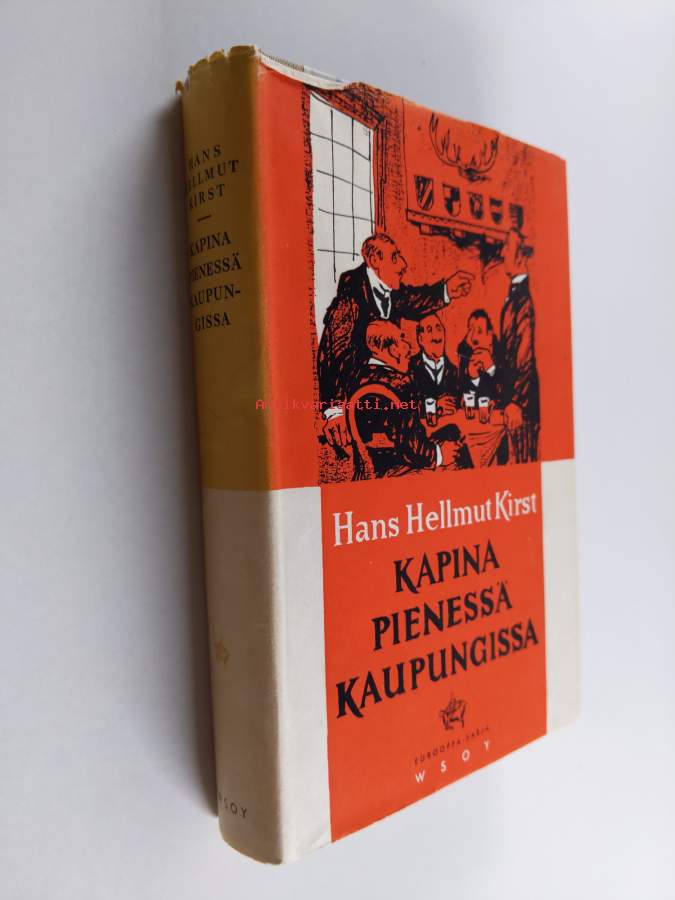 HANS
HELLMUT
KIRST
KAPINA
PIENESSÄ
KAUPUN-
GISSA
WSOY
Antikvariaatti.net
Hans Hellmut Kirst
KAPINA
PIENESSÄ
KAUPUNGISSA
EUROOPPA-SARJA
WSOY